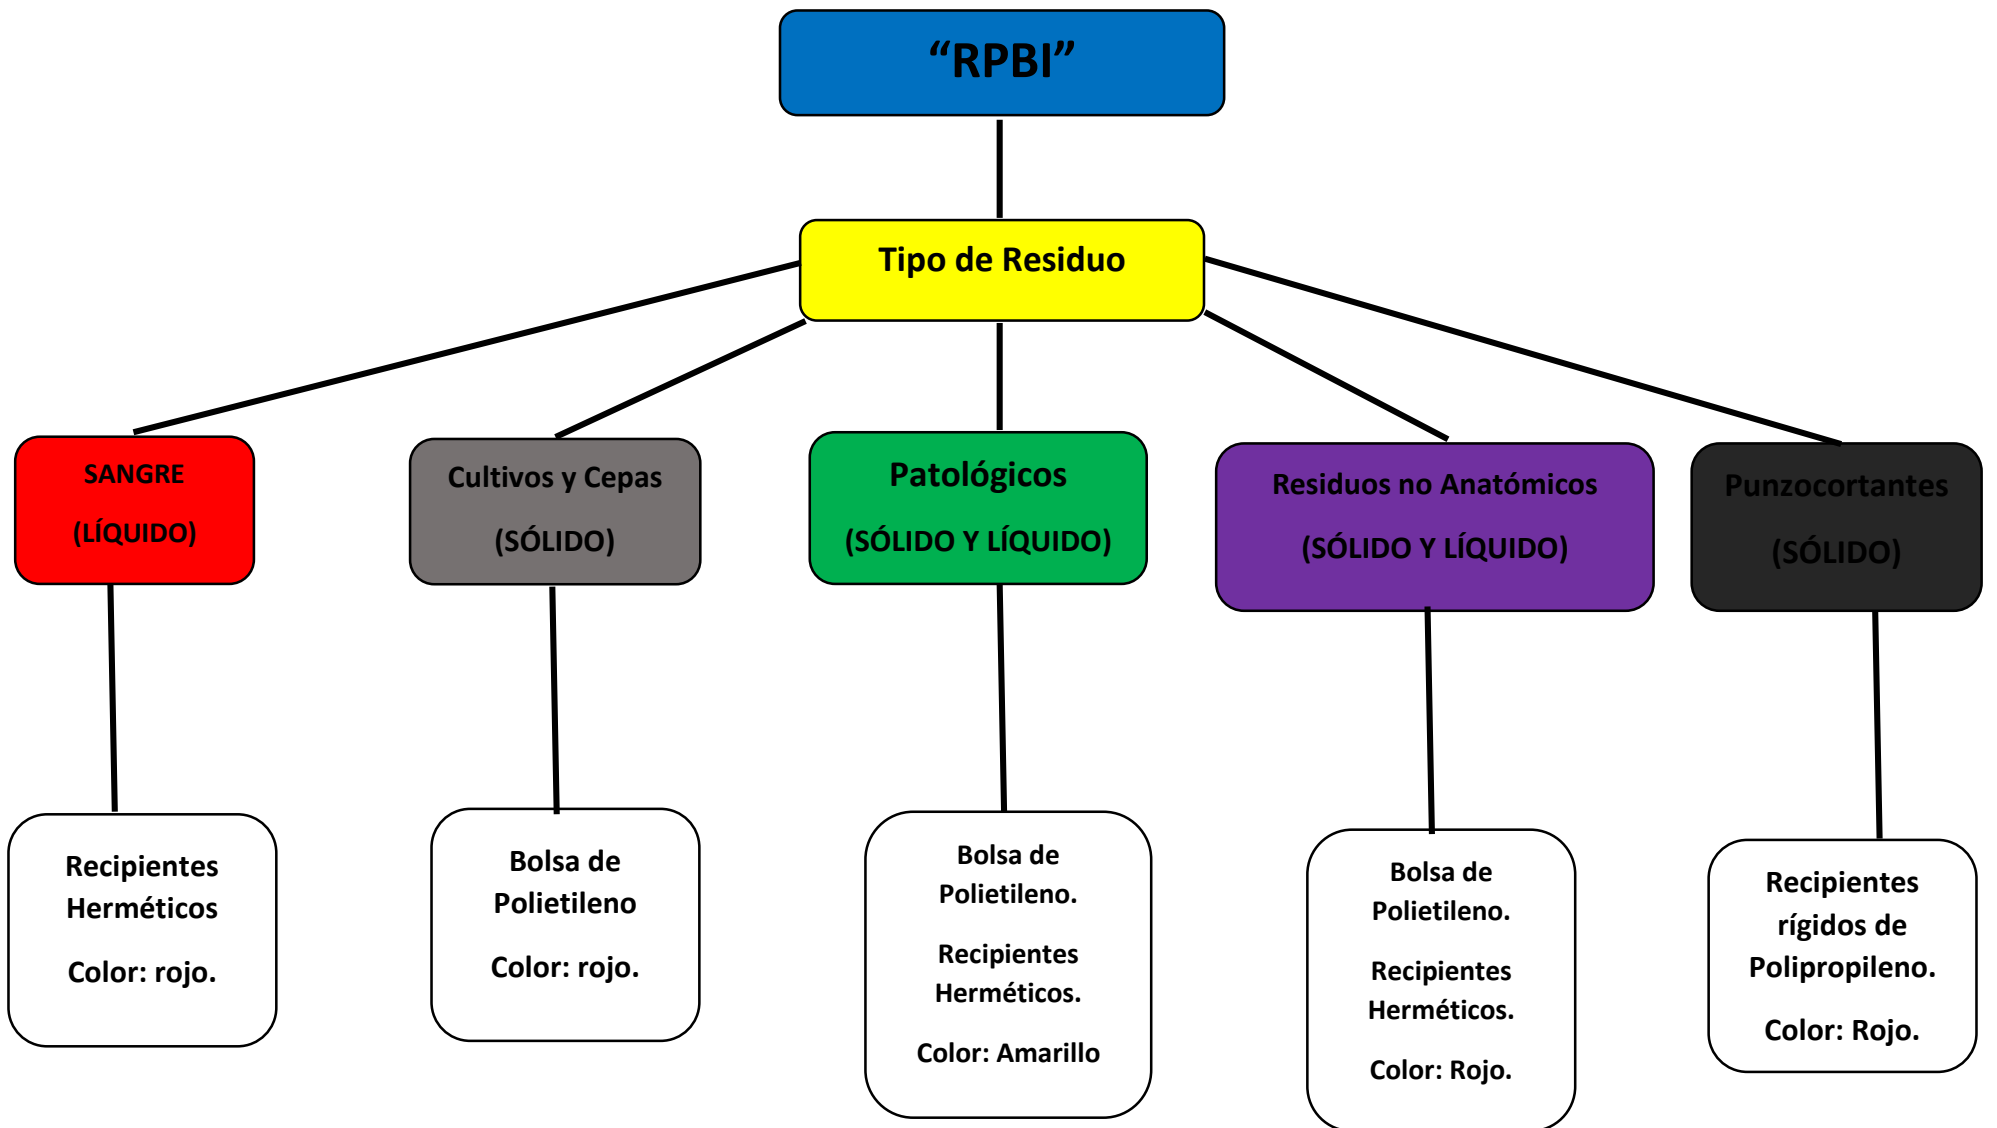 “RPBI”
Tipo de Residuo
SANGRE
(LÍQUIDO)
Cultivos y Cepas
(SÓLIDO)
Patológicos
(SÓLIDO Y LÍQUIDO)
Residuos no Anatómicos
(SÓLIDO Y LÍQUIDO)
Punzocortantes
(SÓLIDO)
Recipientes
Herméticos
Color: rojo.
Bolsa de
Polietileno
Color: rojo.
Bolsa de
Polietileno.
Recipientes
Herméticos.
Color: Amarillo
Bolsa de
Polietileno.
Recipientes
Herméticos.
Color: Rojo.
Recipientes
rígidos de
Polipropileno.
Color: Rojo.